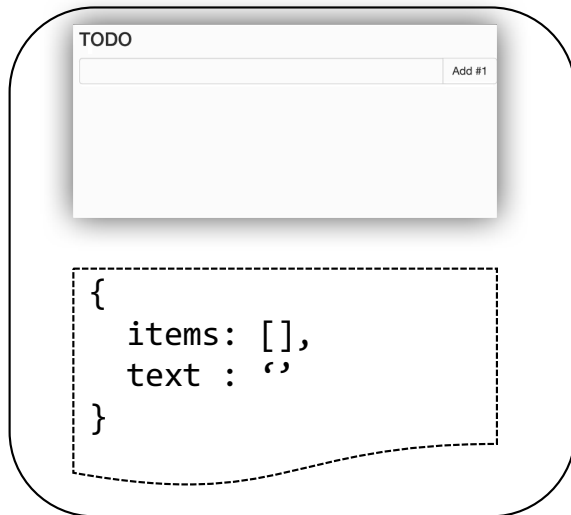 TODO
Add #1
{
items: [],
text : ‘’
}